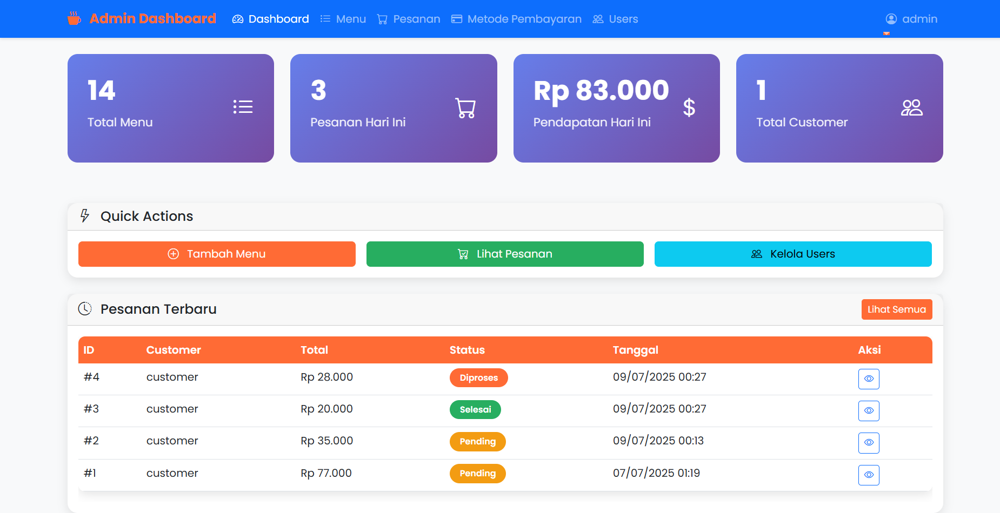 Admin Dashboard Dashboard Menu Pesanan Metode Pembayaran Users admin
14
Total Menu
3
Pesanan Hari Ini
Rp 83.000
Pendapatan Hari Ini
$
1
Total Customer
Quick Actions
Tambah Menu Lihat Pesanan Kelola Users
Pesanan Terbaru Lihat Semua
ID Customer Total Status Tanggal Aksi
#4 customer Rp 28.000 Diproses 09/07/2025 00:27
#3 customer Rp 20.000 Selesai 09/07/2025 00:27
#2 customer Rp 35.000 Pending 09/07/2025 00:13
#1 customer Rp 77.000 Pending 07/07/2025 01:19